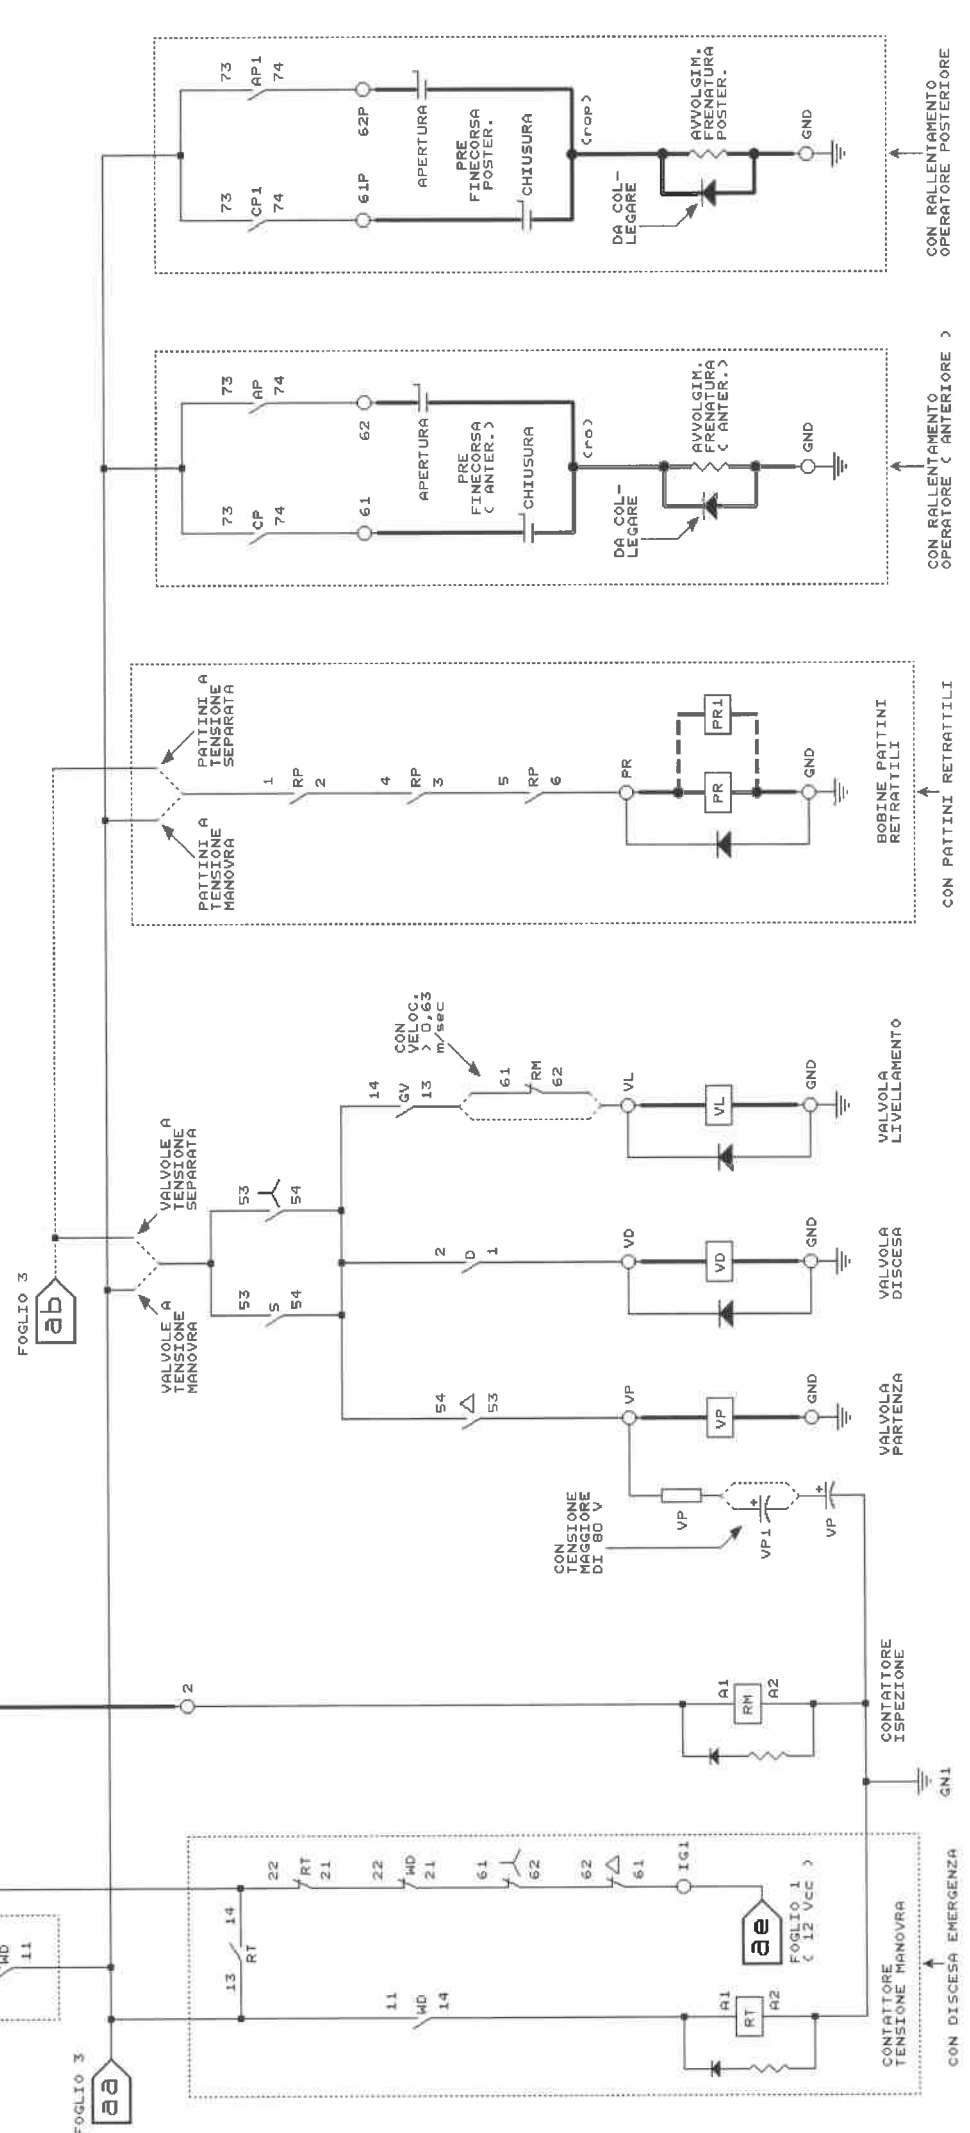 FOGLIO 3
aa
WD
11
13
14
RT
11
WD
14
A1
RT
A2
CONTATTORE
TENSIONE MANOVRA
22
RT
21
22
WD
21
61
62
62
61
IG1
ae
FOGLIO 1
( 12 Vcc )
CON DISCESA EMERGENZA
GN1
2
A1
RM
A2
CONTATTORE
ISPEZIONE
FOGLIO 3
ab
VALVOLE A
TENSIONE
MANOVRA
VALVOLE A
TENSIONE
SEPARATA
53
S
54
53
54
54
53
VP
VP
GND
VALVOLA
PARTENZA
CON
TENSIONE
MAGGIORE
DI 80 V
VP
VP1
+
VP
+
2
D
1
VD
VD
GND
VALVOLA
DISCESA
14
GV
13
CON
VELOC.
> 0,63
m/sec
61
RM
62
VL
VL
GND
VALVOLA
LIVELLAMENTO
PATTINI A
TENSIONE
MANOVRA
PATTINI A
TENSIONE
SEPARATA
1
RP
2
4
RP
3
5
RP
6
PR
PR
PR1
GND
BOBINE PATTINI
RETRATTILI
CON PATTINI RETRATTILI
73
CP
74
73
AP
74
61
62
APERTURA
PRE
FINECORSA
( ANTER.)
CHIUSURA
(ro)
DA COL-
LEGARE
AVVOLGIM.
FRENATURA
( ANTER.)
GND
CON RALLENTAMENTO
OPERATORE ( ANTERIORE )
73
CP1
74
73
AP1
74
61P
62P
APERTURA
PRE
FINECORSA
POSTER.
CHIUSURA
(rop)
DA COL-
LEGARE
AVVOLGIM.
FRENATURA
POSTER.
GND
CON RALLENTAMENTO
OPERATORE POSTERIORE